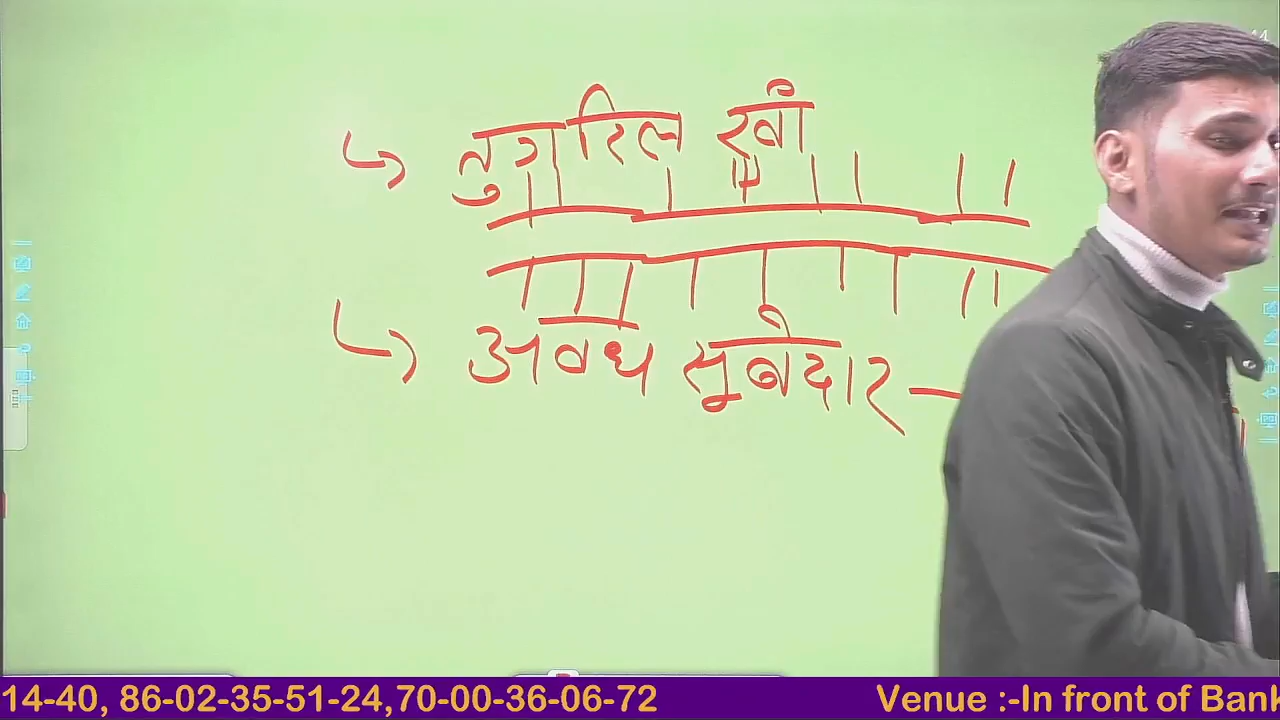 तुगरिल खाँ
अवध सूबेदार –
14-40, 86-02-35-51-24,70-00-36-06-72
Venue :-In front of Bank